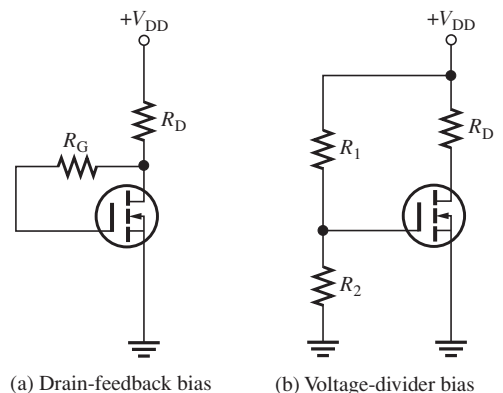 +V_DD
R_D
R_G
(a) Drain-feedback bias
+V_DD
R_D
R_1
R_2
(b) Voltage-divider bias